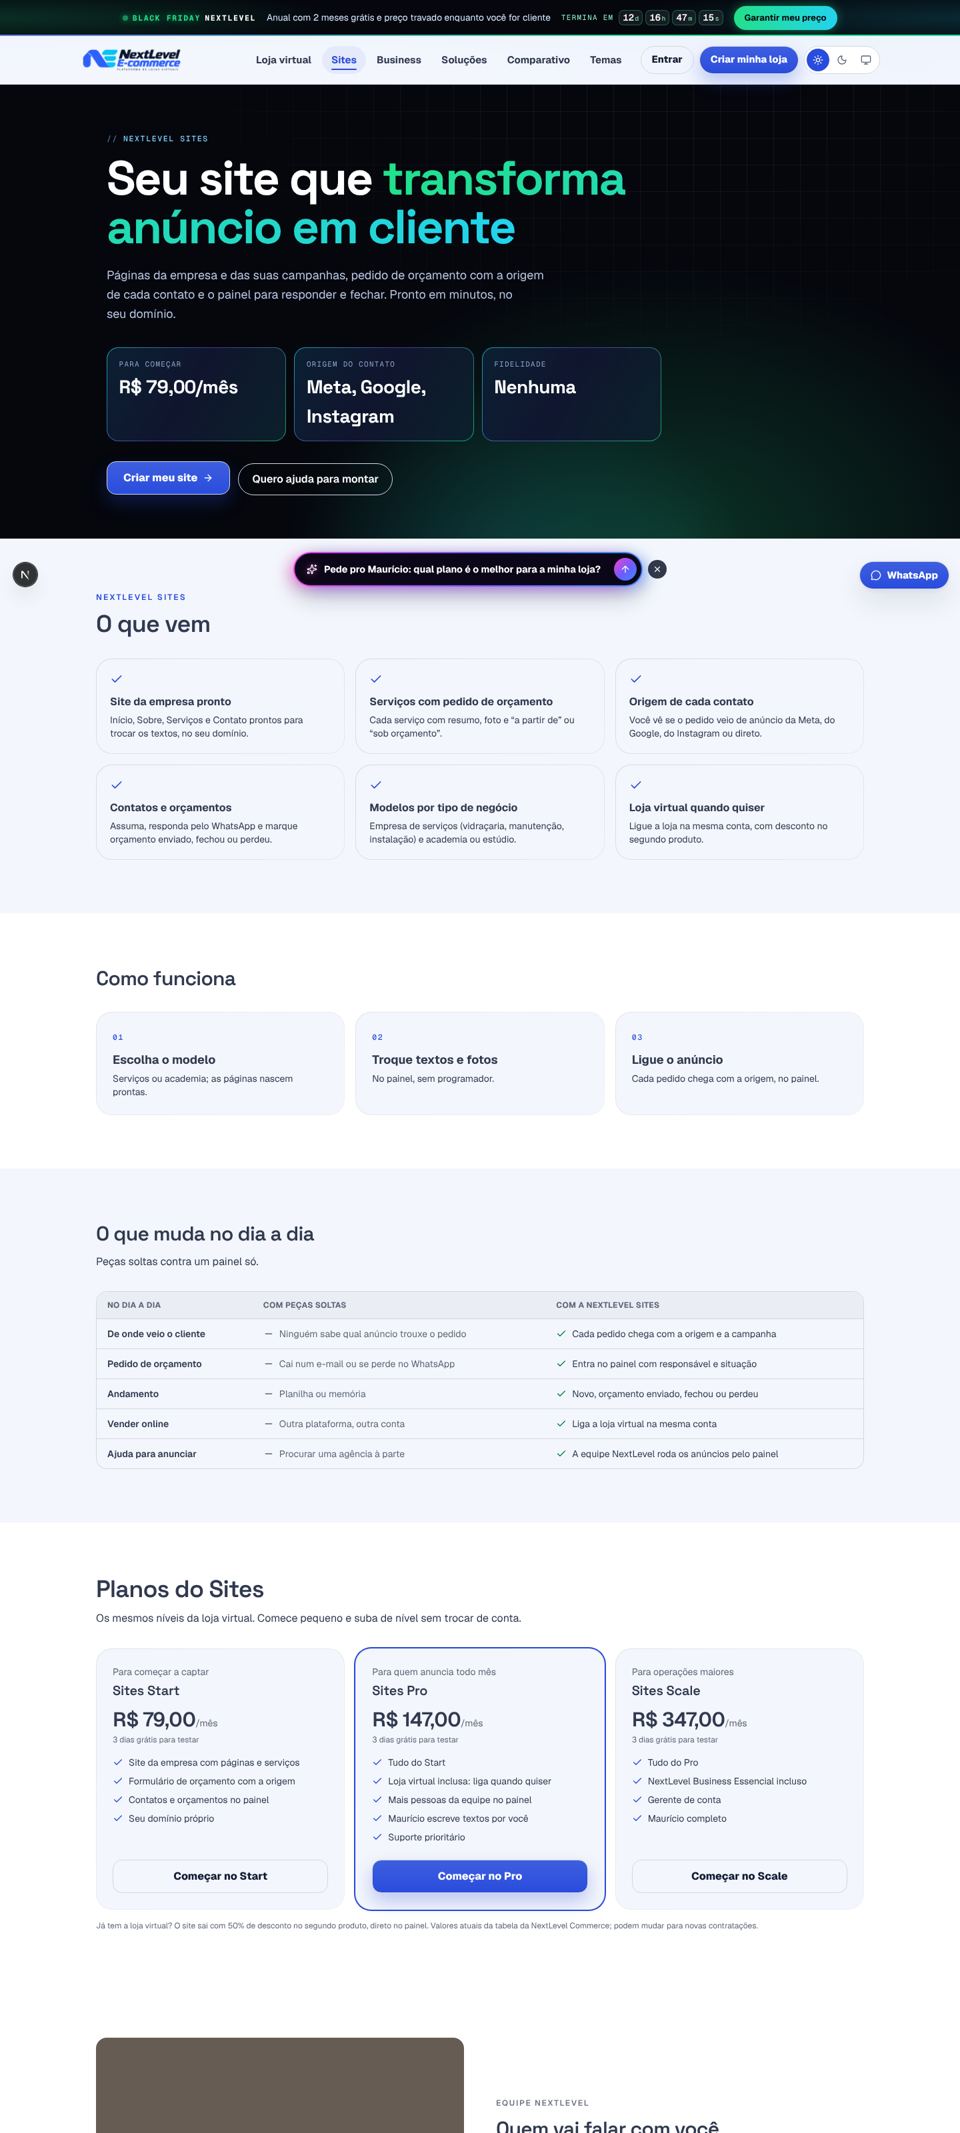 BLACK FRIDAY NEXTLEVEL Anual com 2 meses grátis e preço travado enquanto você for cliente TERMINA EM 12d 16h 47m 15s Garantir meu preço
NextLevel
E-commerce
Loja virtual Sites Business Soluções Comparativo Temas Entrar Criar minha loja
// NEXTLEVEL SITES
Seu site que transforma
anúncio em cliente
Páginas da empresa e das suas campanhas, pedido de orçamento com a origem
de cada contato e o painel para responder e fechar. Pronto em minutos, no
seu domínio.
PARA COMEÇAR
R$ 79,00/mês
ORIGEM DO CONTATO
Meta, Google,
Instagram
FIDELIDADE
Nenhuma
Criar meu site →
Quero ajuda para montar
N
Pede pro Maurício: qual plano é o melhor para a minha loja?
WhatsApp
NEXTLEVEL SITES
O que vem
Site da empresa pronto
Início, Sobre, Serviços e Contato prontos para
trocar os textos, no seu domínio.
Serviços com pedido de orçamento
Cada serviço com resumo, foto e “a partir de” ou
“sob orçamento”.
Origem de cada contato
Você vê se o pedido veio de anúncio da Meta, do
Google, do Instagram ou direto.
Contatos e orçamentos
Assuma, responda pelo WhatsApp e marque
orçamento enviado, fechou ou perdeu.
Modelos por tipo de negócio
Empresa de serviços (vidraçaria, manutenção,
instalação) e academia ou estúdio.
Loja virtual quando quiser
Ligue a loja na mesma conta, com desconto no
segundo produto.
Como funciona
01
Escolha o modelo
Serviços ou academia; as páginas nascem
prontas.
02
Troque textos e fotos
No painel, sem programador.
03
Ligue o anúncio
Cada pedido chega com a origem, no painel.
O que muda no dia a dia
Peças soltas contra um painel só.
NO DIA A DIA COM PEÇAS SOLTAS COM A NEXTLEVEL SITES
De onde veio o cliente — Ninguém sabe qual anúncio trouxe o pedido Cada pedido chega com a origem e a campanha
Pedido de orçamento — Cai num e-mail ou se perde no WhatsApp Entra no painel com responsável e situação
Andamento — Planilha ou memória Novo, orçamento enviado, fechou ou perdeu
Vender online — Outra plataforma, outra conta Liga a loja virtual na mesma conta
Ajuda para anunciar — Procurar uma agência à parte A equipe NextLevel roda os anúncios pelo painel
Planos do Sites
Os mesmos níveis da loja virtual. Comece pequeno e suba de nível sem trocar de conta.
Para começar a captar
Sites Start
R$ 79,00/mês
3 dias grátis para testar
Site da empresa com páginas e serviços
Formulário de orçamento com a origem
Contatos e orçamentos no painel
Seu domínio próprio
Começar no Start
Para quem anuncia todo mês
Sites Pro
R$ 147,00/mês
3 dias grátis para testar
Tudo do Start
Loja virtual inclusa: liga quando quiser
Mais pessoas da equipe no painel
Maurício escreve textos por você
Suporte prioritário
Começar no Pro
Para operações maiores
Sites Scale
R$ 347,00/mês
3 dias grátis para testar
Tudo do Pro
NextLevel Business Essencial incluso
Gerente de conta
Maurício completo
Começar no Scale
Já tem a loja virtual? O site sai com 50% de desconto no segundo produto, direto no painel. Valores atuais da tabela da NextLevel Commerce; podem mudar para novas contratações.
EQUIPE NEXTLEVEL
Quem vai falar com você